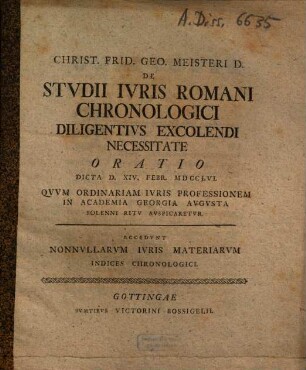 A. Diss. 6635
CHRIST. FRID. GEO. MEISTERI D.
DE
STVDII IVRIS ROMANI
CHRONOLOGICI
DILIGENTIVS EXCOLENDI
NECESSITATE
ORATIO
DICTA D. XIV. FEBR. MDCCLVI.
QVVM ORDINARIAM IVRIS PROFESSIONEM
IN ACADEMIA GEORGIA AVGVSTA
SOLENNI RITV AVSPICARETVR.
ACCEDVNT
NONNVLLARVM IVRIS MATERIARVM
INDICES CHRONOLOGICI.
GOTTINGAE
SVMTIBVS VICTORINI BOSSIGELII.